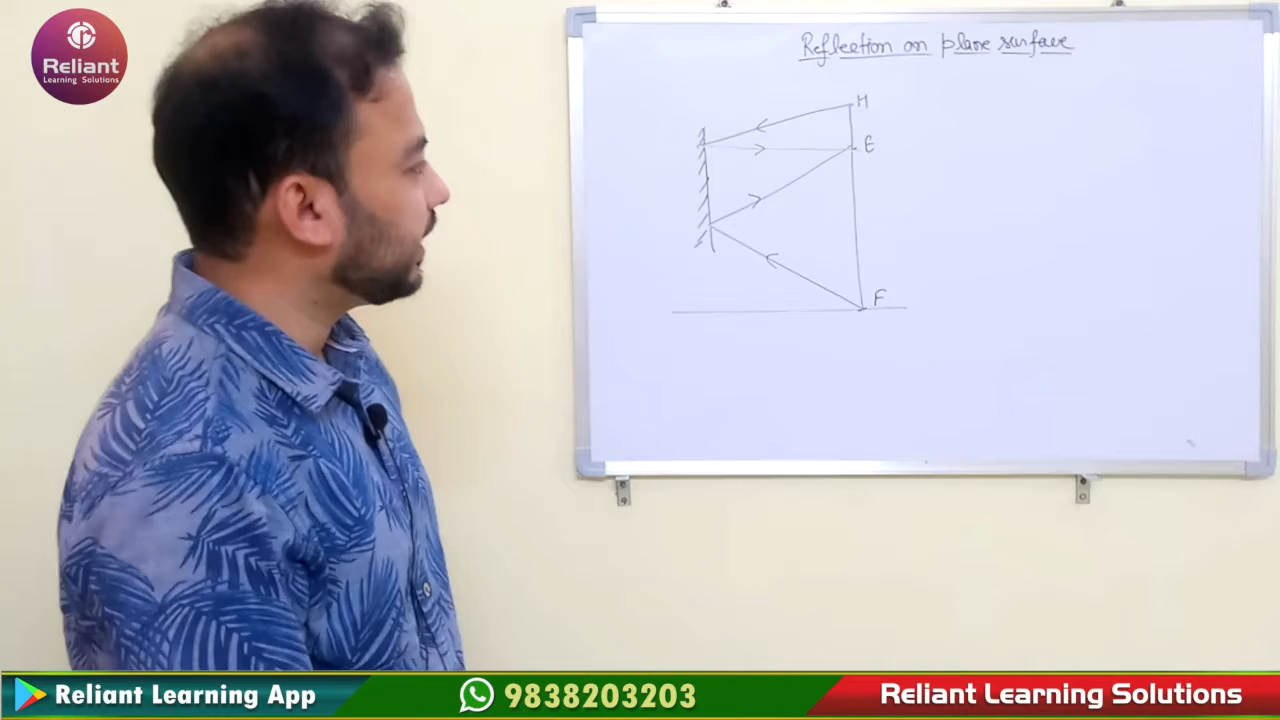 Reliant
Learning Solutions
Reflection on plane surface
H
E
F
Reliant Learning App
9838203203
Reliant Learning Solutions